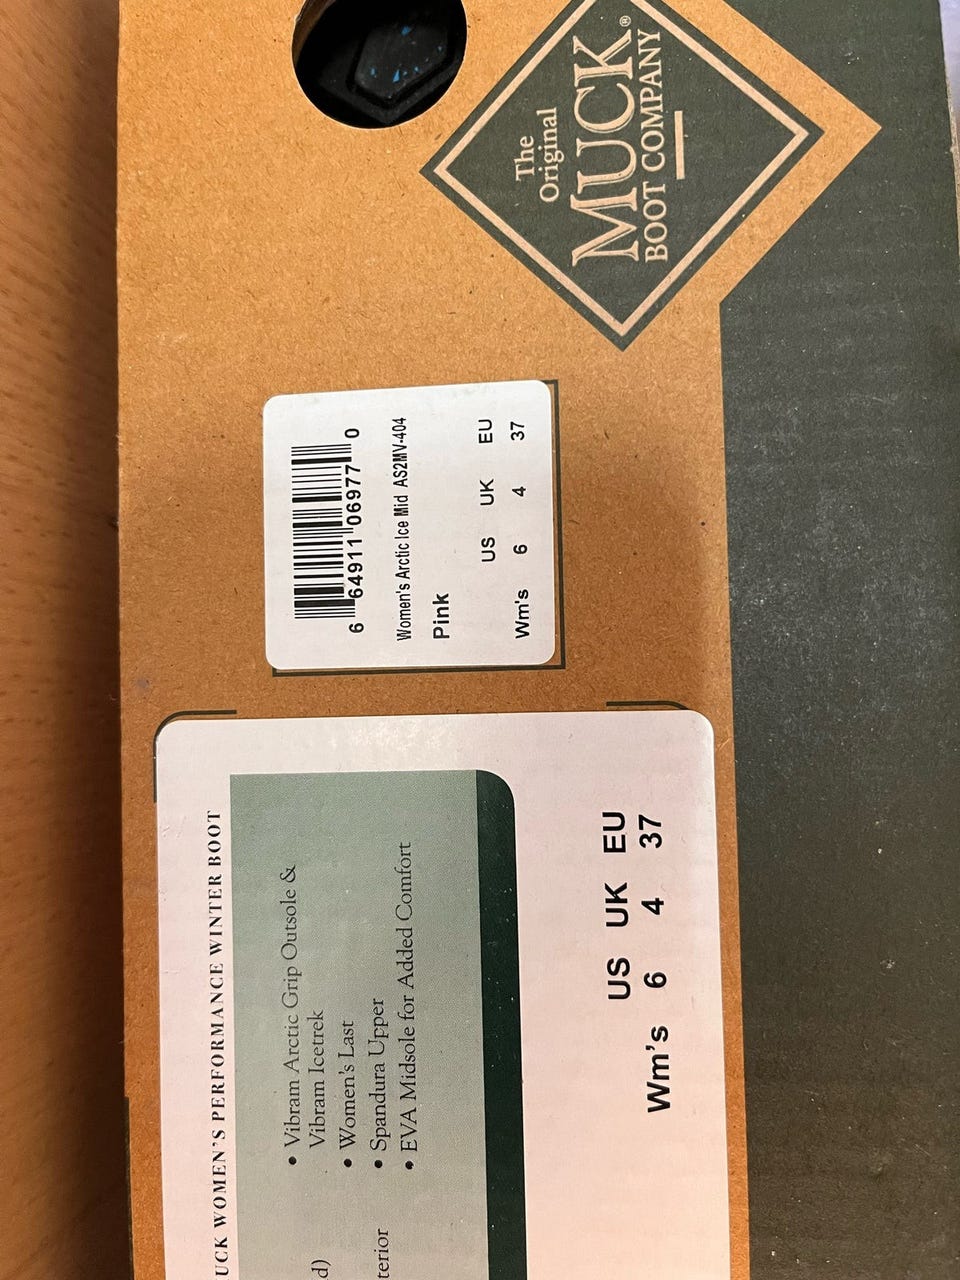 The
Original
MUCK®
BOOT COMPANY
6 64911 06977 0
Women's Arctic Ice Mid AS2MV-404
Pink
US UK EU
Wm's 6 4 37
UCK WOMEN'S PERFORMANCE WINTER BOOT
d)
terior
• Vibram Arctic Grip Outsole &
Vibram Icetrek
• Women's Last
• Spandura Upper
• EVA Midsole for Added Comfort
US UK EU
Wm's 6 4 37